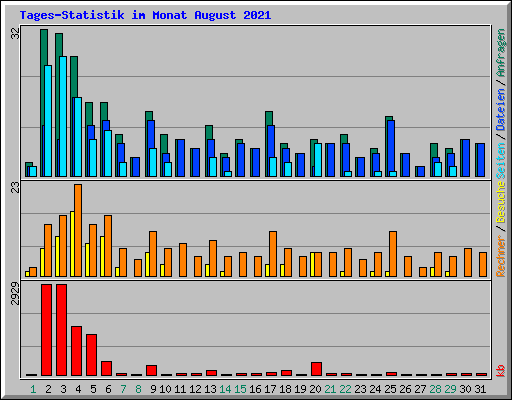 Tages-Statistik im Monat August 2021
32
23
2929
Anfragen / Dateien / Seiten
Rechner / Besuche
kb
1 2 3 4 5 6 7 8 9 10 11 12 13 14 15 16 17 18 19 20 21 22 23 24 25 26 27 28 29 30 31